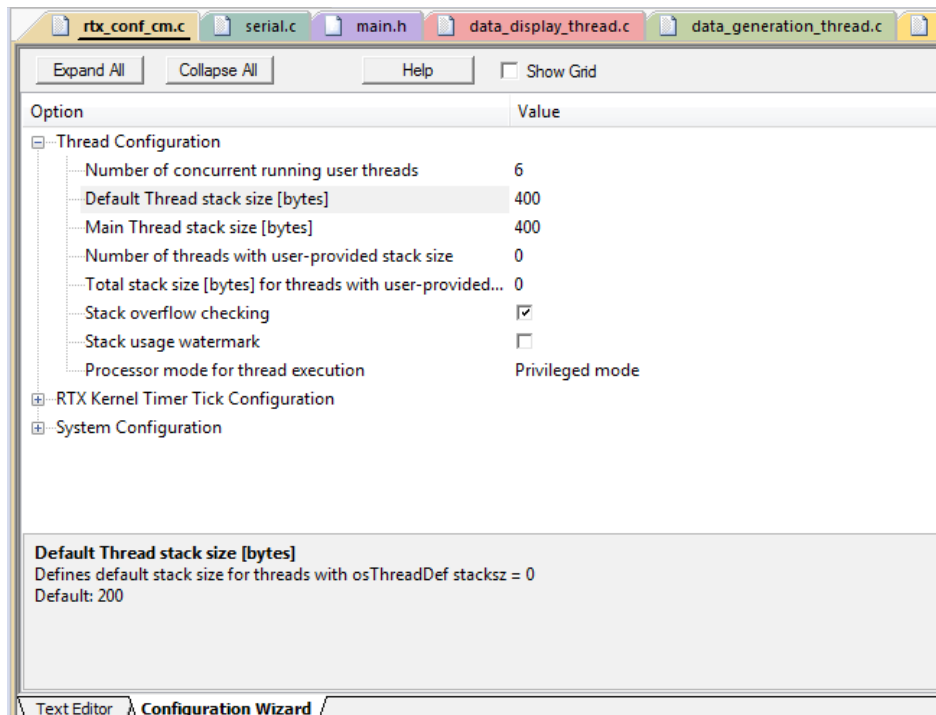 rtx_conf_cm.c serial.c main.h data_display_thread.c data_generation_thread.c
Expand All Collapse All Help Show Grid
Option Value
Thread Configuration
Number of concurrent running user threads 6
Default Thread stack size [bytes] 400
Main Thread stack size [bytes] 400
Number of threads with user-provided stack size 0
Total stack size [bytes] for threads with user-provided... 0
Stack overflow checking
Stack usage watermark
Processor mode for thread execution Privileged mode
RTX Kernel Timer Tick Configuration
System Configuration
Default Thread stack size [bytes]
Defines default stack size for threads with osThreadDef stacksz = 0
Default: 200
Text Editor Configuration Wizard